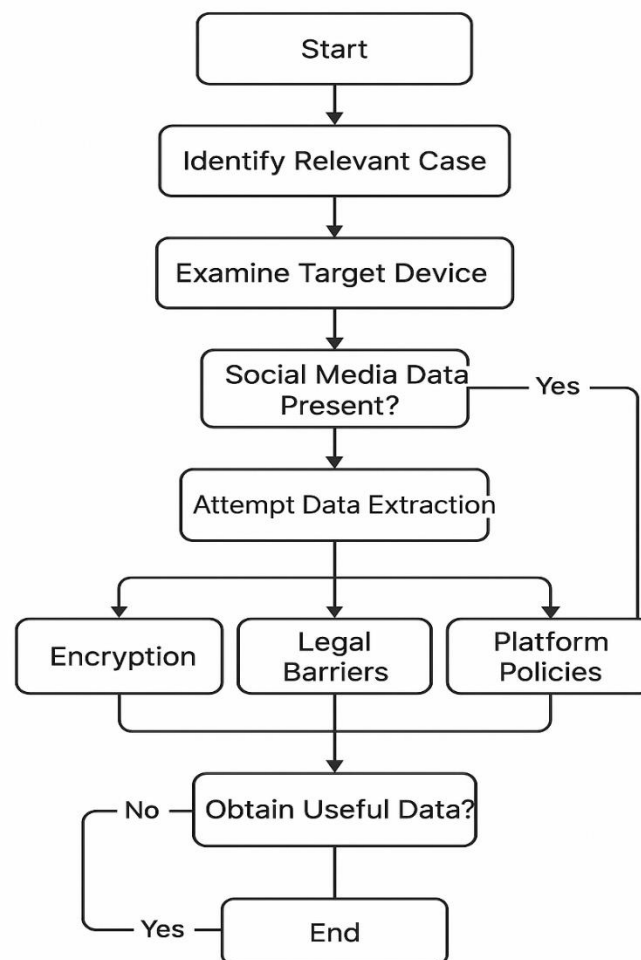 Start
Identify Relevant Case
Examine Target Device
Social Media Data
Present?
Yes
Attempt Data Extraction
Encryption
Legal
Barriers
Platform
Policies
No
Obtain Useful Data?
Yes
End